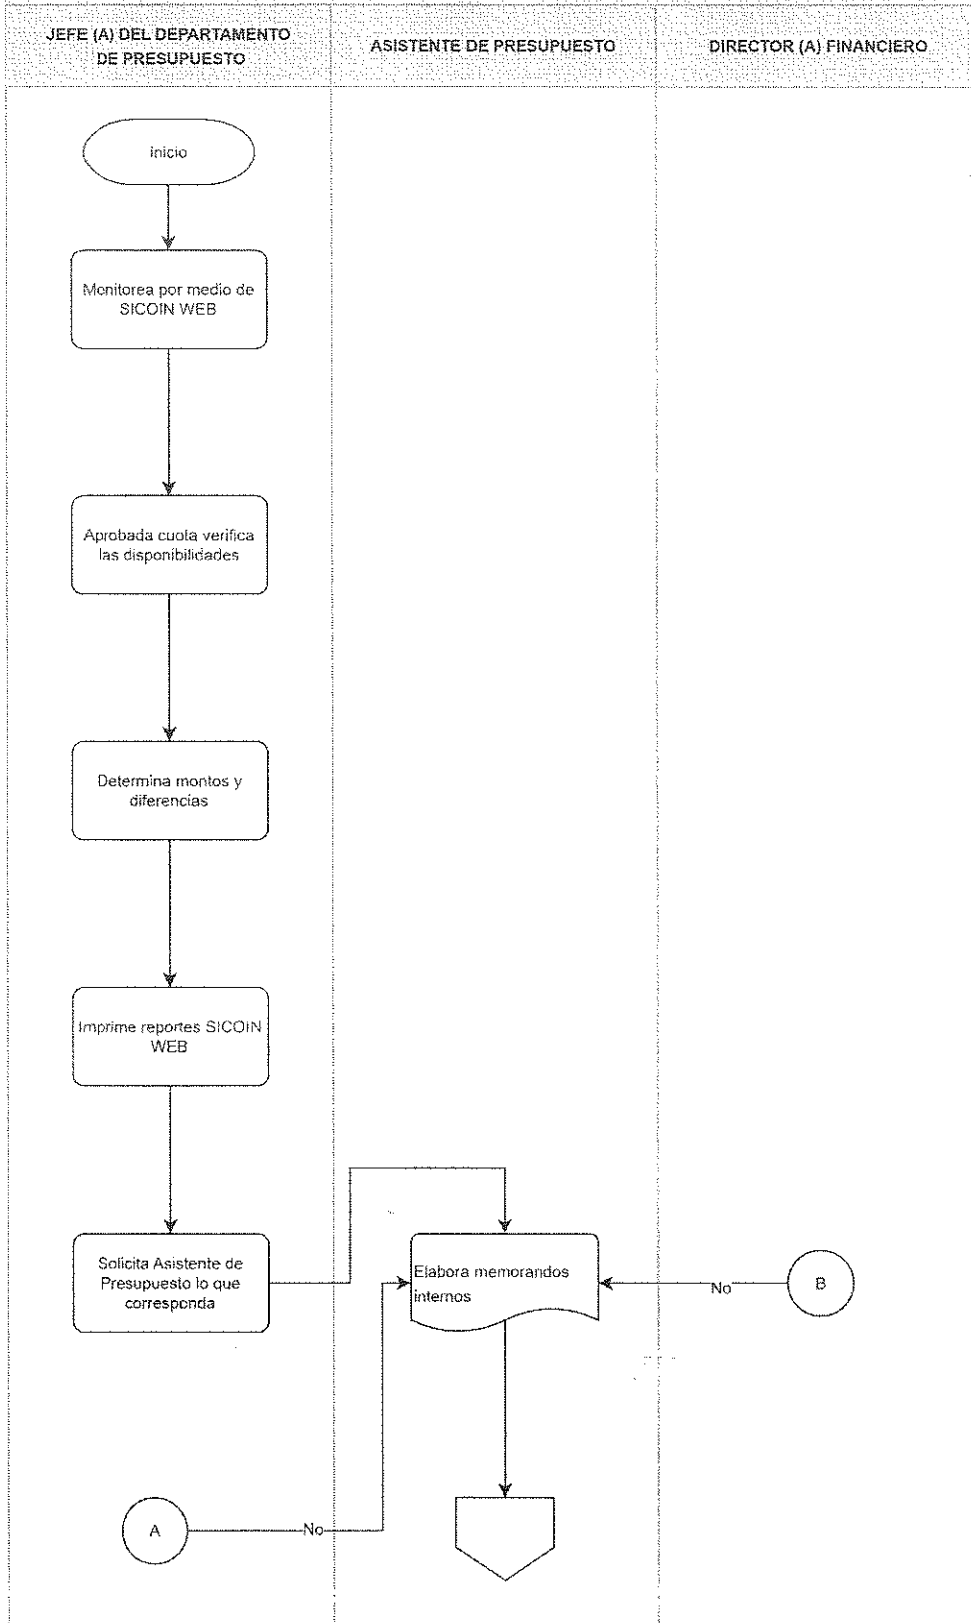 JEFE (A) DEL DEPARTAMENTO
DE PRESUPUESTO
ASISTENTE DE PRESUPUESTO
DIRECTOR (A) FINANCIERO
inicio
Monitorea por medio de
SICOIN WEB
Aprobada cuota verifica
las disponibilidades
Determina montos y
diferencias
Imprime reportes SICOIN
WEB
Solicita Asistente de
Presupuesto lo que
corresponda
Elabora memorandos
internos
No
B
A
No